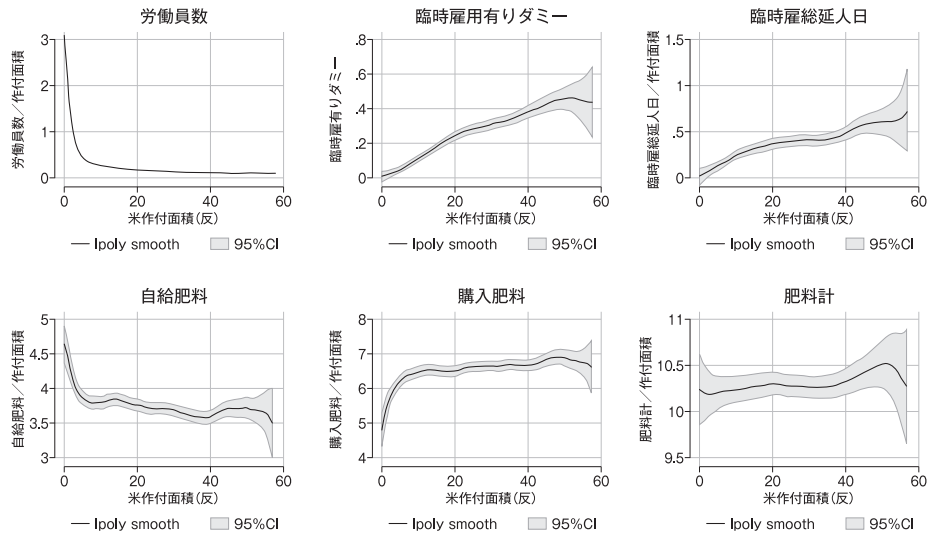 労働員数
臨時雇用有りダミー
臨時雇総延人日
労働員数／作付面積
3
2
1
0
0 20 40 60
米作付面積（反）
lpoly smooth 95%CI
臨時雇有りダミー
.8
.6
.4
.2
0
0 20 40 60
米作付面積（反）
lpoly smooth 95%CI
臨時雇総延人日／作付面積
1.5
1
.5
0
0 20 40 60
米作付面積（反）
lpoly smooth 95%CI
自給肥料
購入肥料
肥料計
自給肥料／作付面積
5
4.5
4
3.5
3
0 20 40 60
米作付面積（反）
lpoly smooth 95%CI
購入肥料／作付面積
8
7
6
5
4
0 20 40 60
米作付面積（反）
lpoly smooth 95%CI
肥料計／作付面積
11
10.5
10
9.5
0 20 40 60
米作付面積（反）
lpoly smooth 95%CI